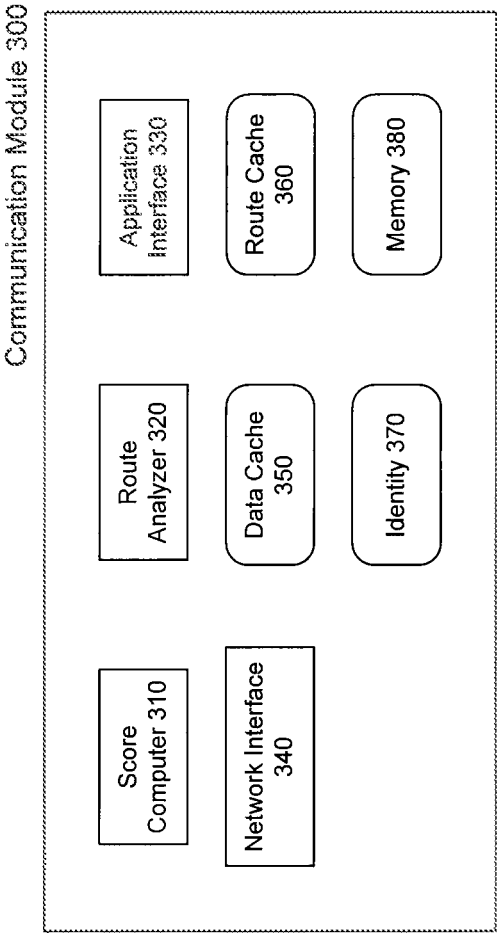 Communication Module 300
Score
Computer 310
Route
Analyzer 320
Application
Interface 330
Network Interface
340
Data Cache
350
Route Cache
360
Identity 370
Memory 380